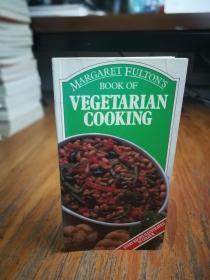 MARGARET FULTON'S
BOOK OF
VEGETARIAN
COOKING